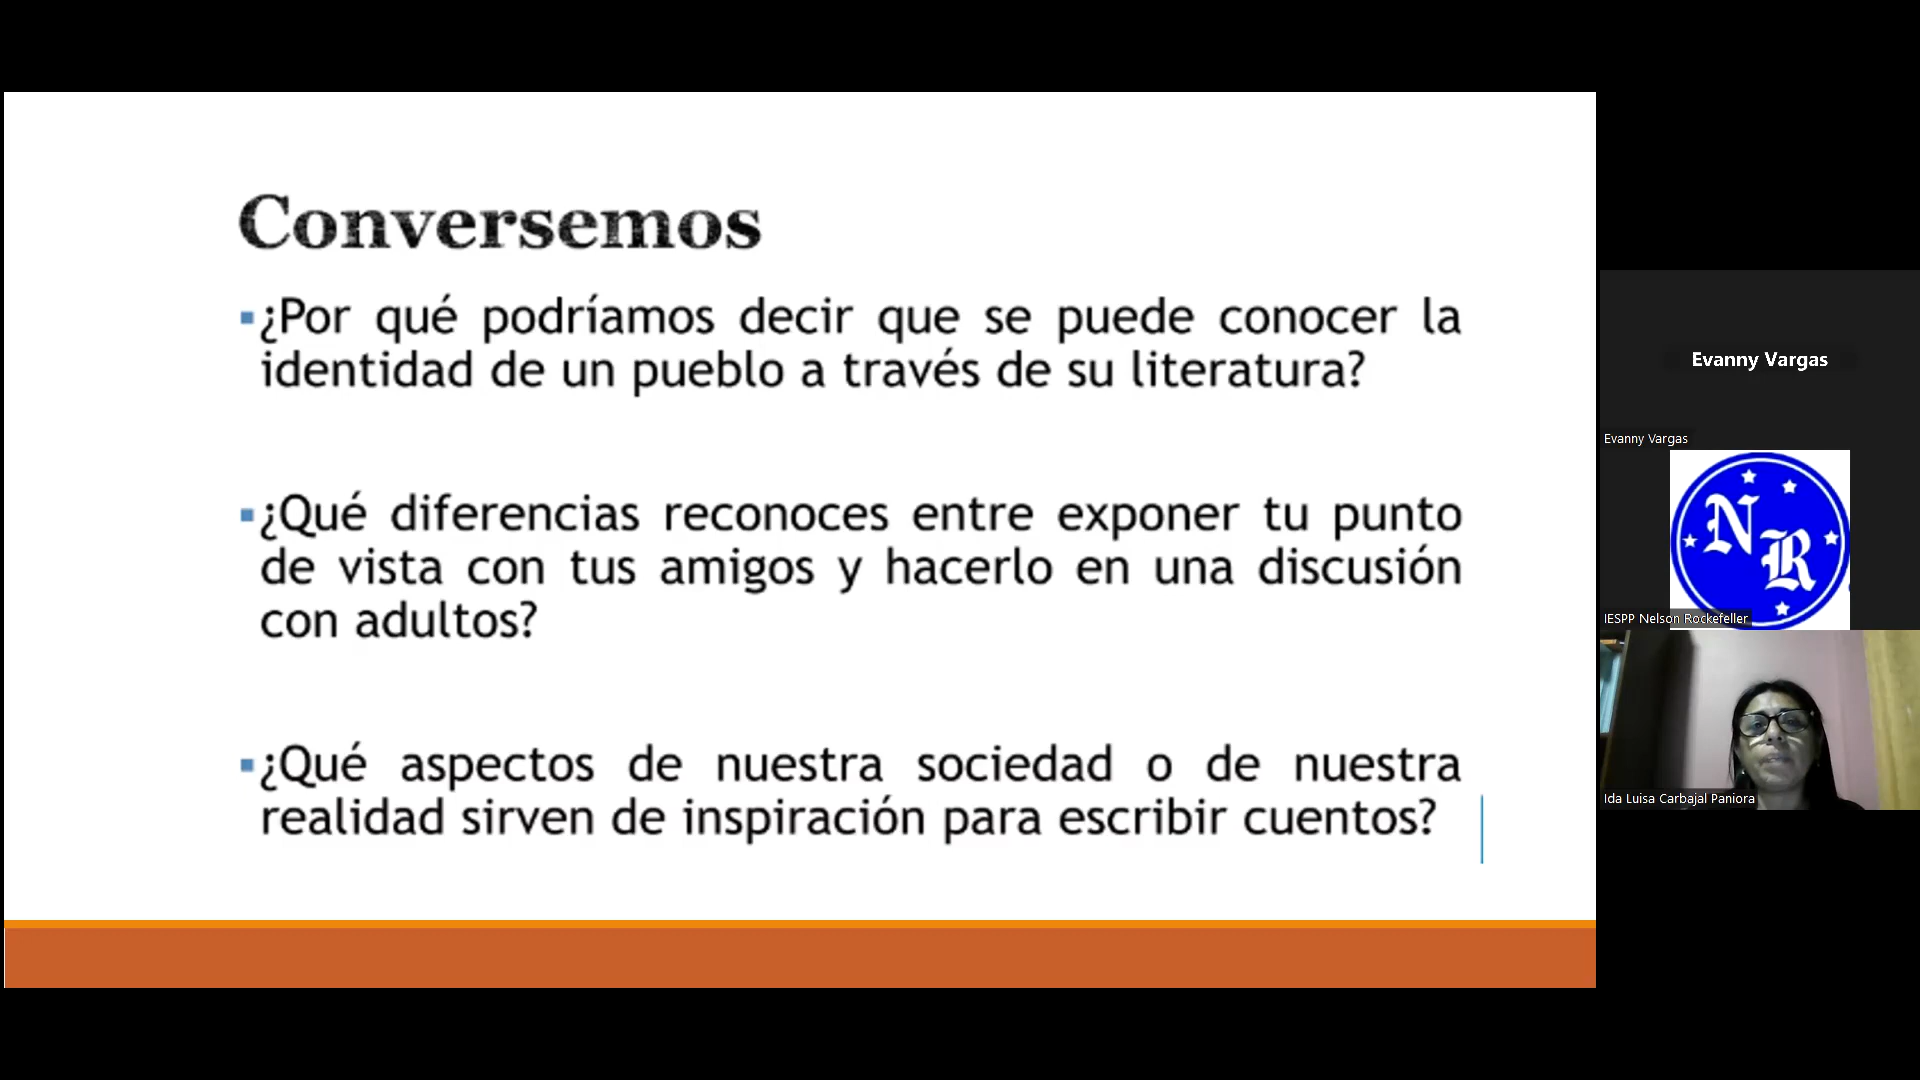 Conversemos
▪¿Por qué podríamos decir que se puede conocer la
identidad de un pueblo a través de su literatura?
▪¿Qué diferencias reconoces entre exponer tu punto
de vista con tus amigos y hacerlo en una discusión
con adultos?
▪¿Qué aspectos de nuestra sociedad o de nuestra
realidad sirven de inspiración para escribir cuentos?
Evanny Vargas
Evanny Vargas
N
R
IESPP Nelson Rockefeller
Ida Luisa Carbajal Paniora